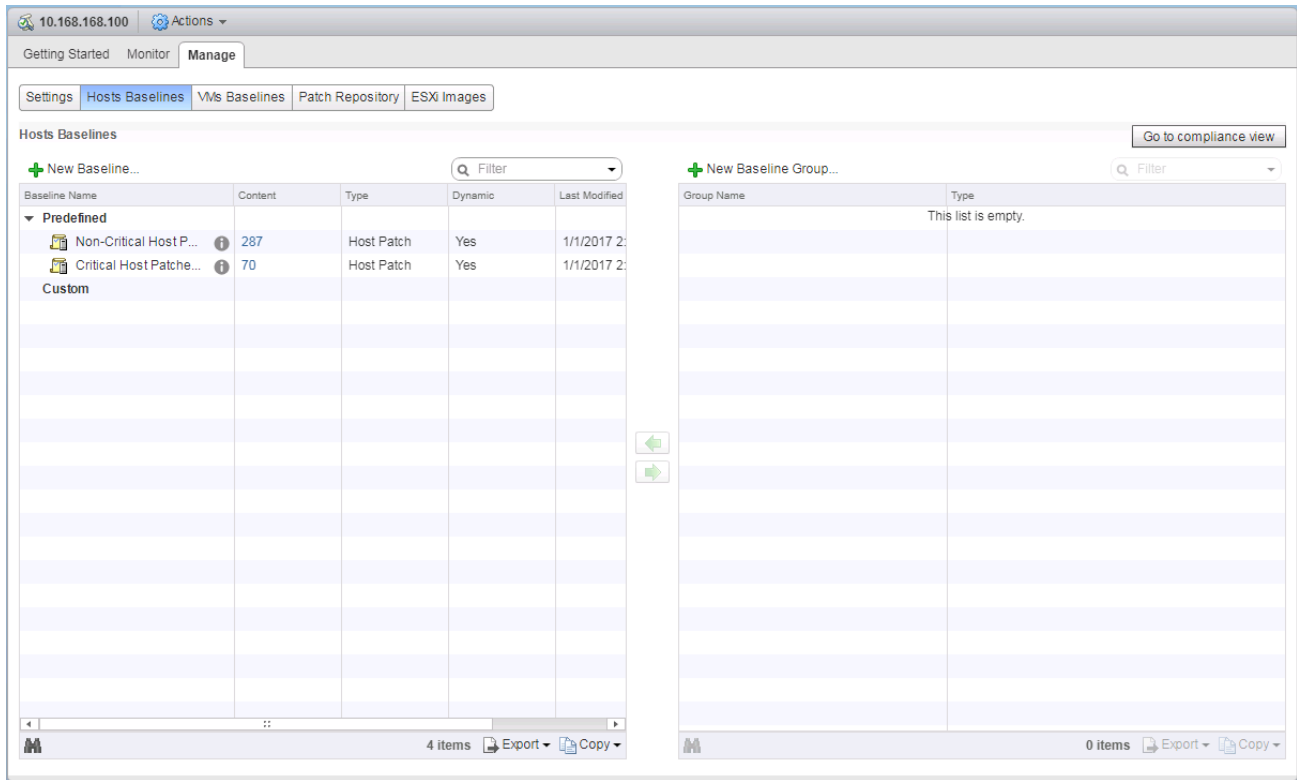 10.168.168.100 Actions
Getting Started Monitor Manage
Settings Hosts Baselines VMs Baselines Patch Repository ESXi Images
Hosts Baselines Go to compliance view
New Baseline... Filter New Baseline Group... Filter
Baseline Name Content Type Dynamic Last Modified Group Name Type
Predefined This list is empty.
Non-Critical Host P... 287 Host Patch Yes 1/1/2017 2:
Critical Host Patche... 70 Host Patch Yes 1/1/2017 2:
Custom
4 items Export Copy 0 items Export Copy